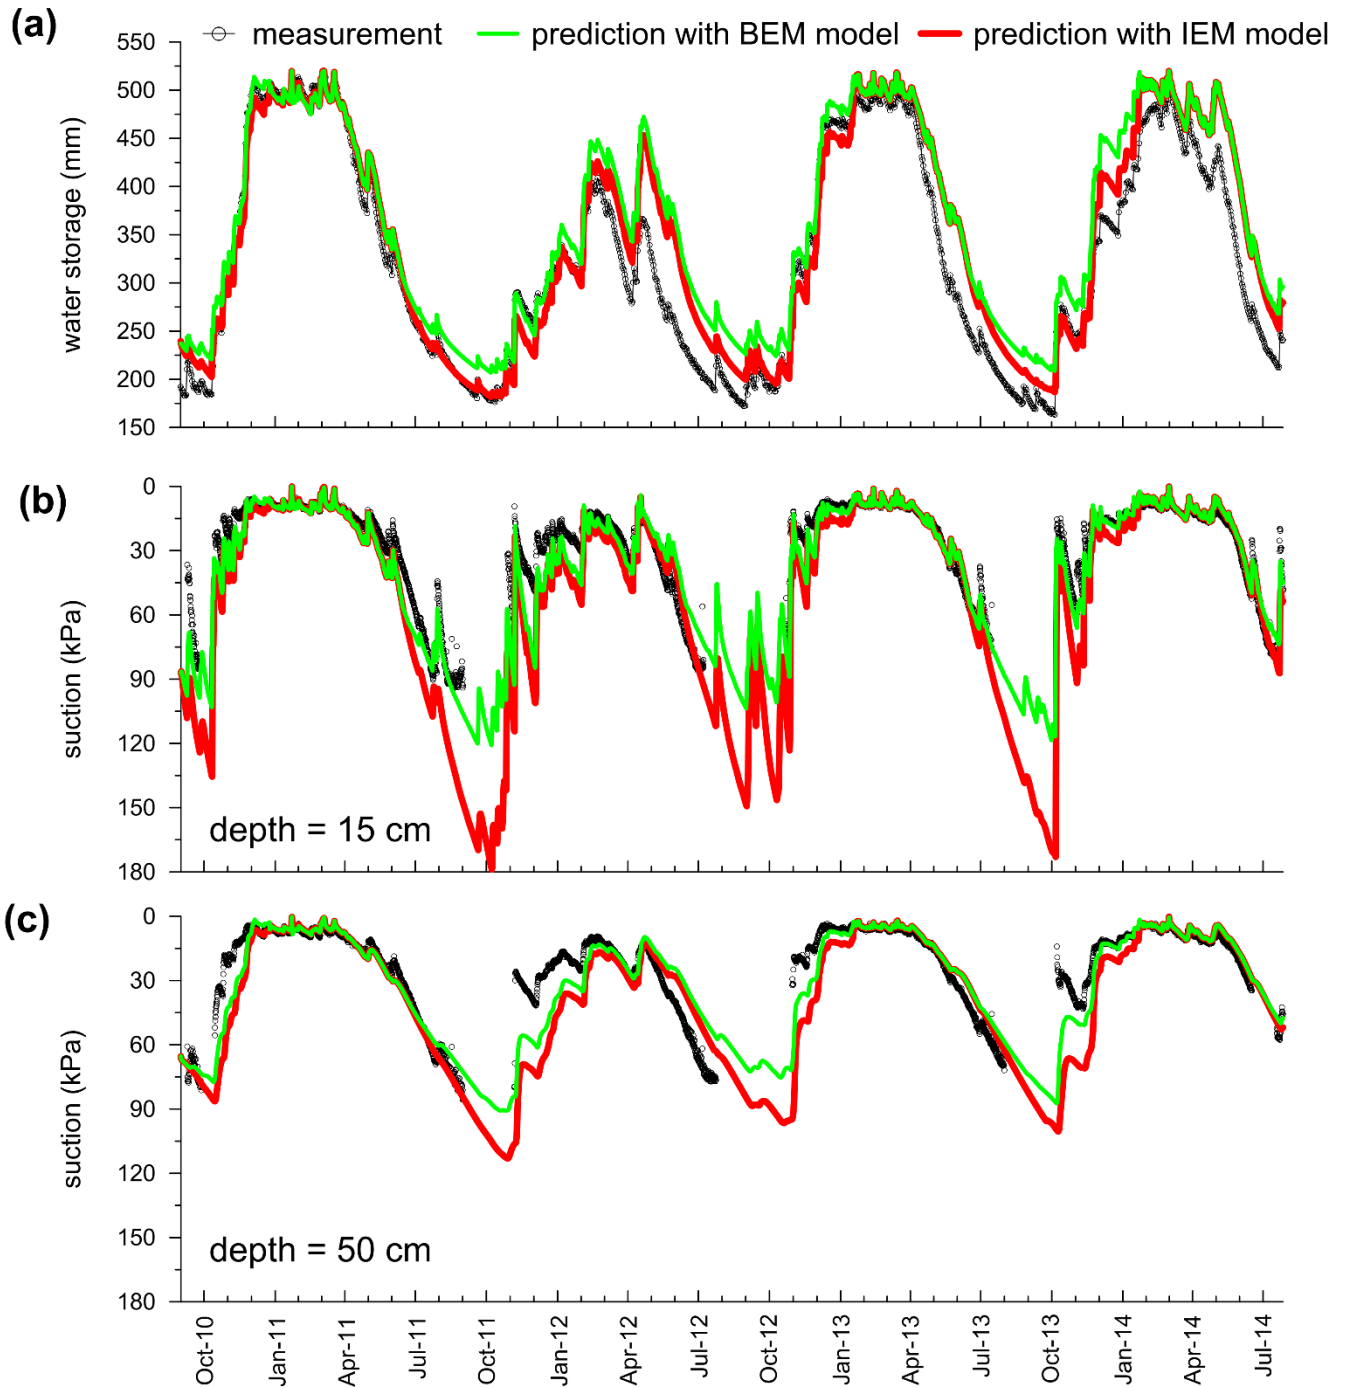 (a)
measurement prediction with BEM model prediction with IEM model
550
500
450
400
350
300
250
200
150
water storage (mm)
(b)
0
30
60
90
120
150
180
suction (kPa)
depth = 15 cm
(c)
0
30
60
90
120
150
180
suction (kPa)
depth = 50 cm
Oct-10 Jan-11 Apr-11 Jul-11 Oct-11 Jan-12 Apr-12 Jul-12 Oct-12 Jan-13 Apr-13 Jul-13 Oct-13 Jan-14 Apr-14 Jul-14